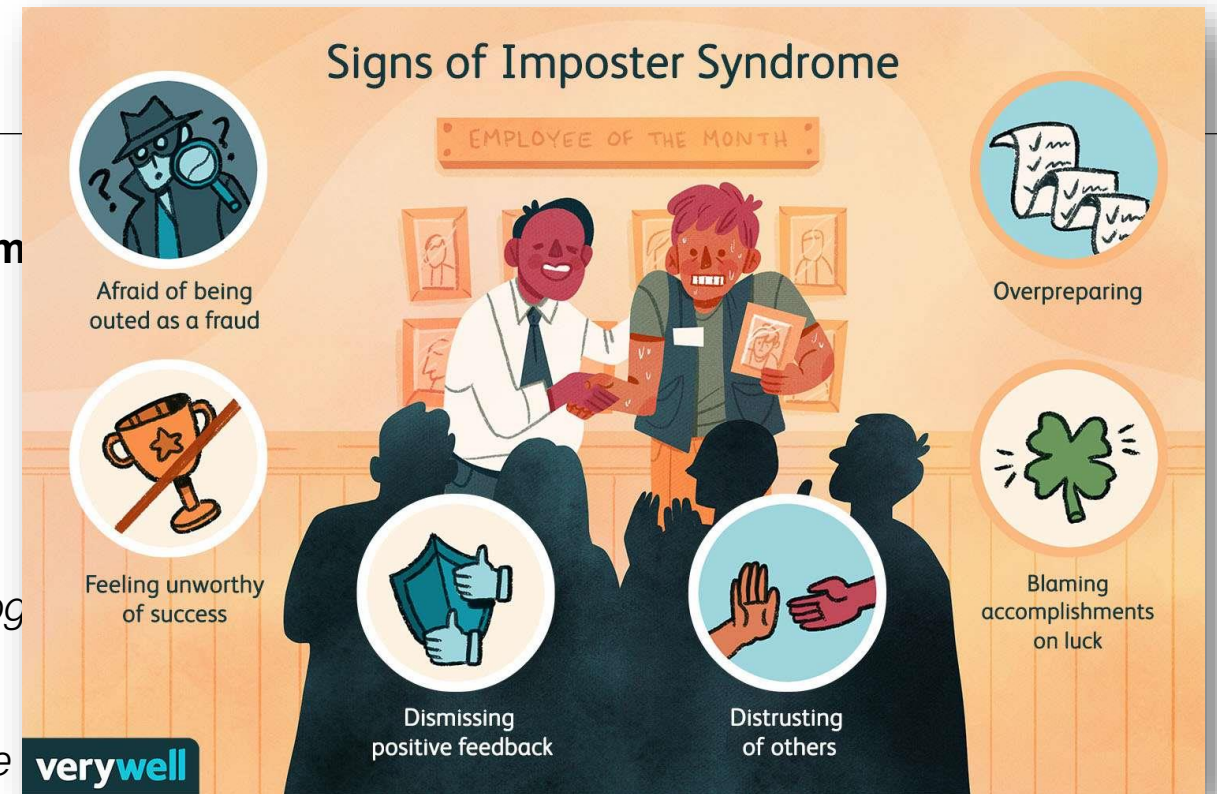 Signs of Imposter Syndrome
EMPLOYEE OF THE MONTH
Afraid of being
outed as a fraud
Overpreparing
Feeling unworthy
of success
Blaming
accomplishments
on luck
Dismissing
positive feedback
Distrusting
of others
verywell